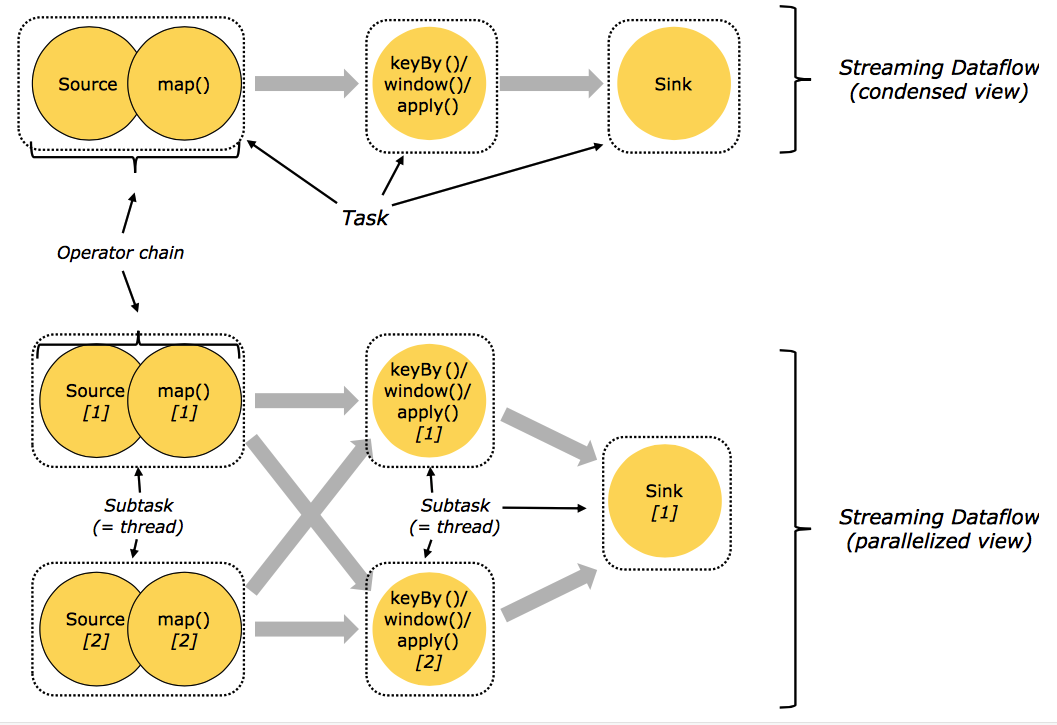 Source
map()
keyBy()/
window()/
apply()
Sink
Streaming Dataflow
(condensed view)
Task
Operator chain
Source
[1]
map()
[1]
keyBy()/
window()/
apply()
[1]
Subtask
(= thread)
Subtask
(= thread)
Sink
[1]
Streaming Dataflow
(parallelized view)
Source
[2]
map()
[2]
keyBy()/
window()/
apply()
[2]